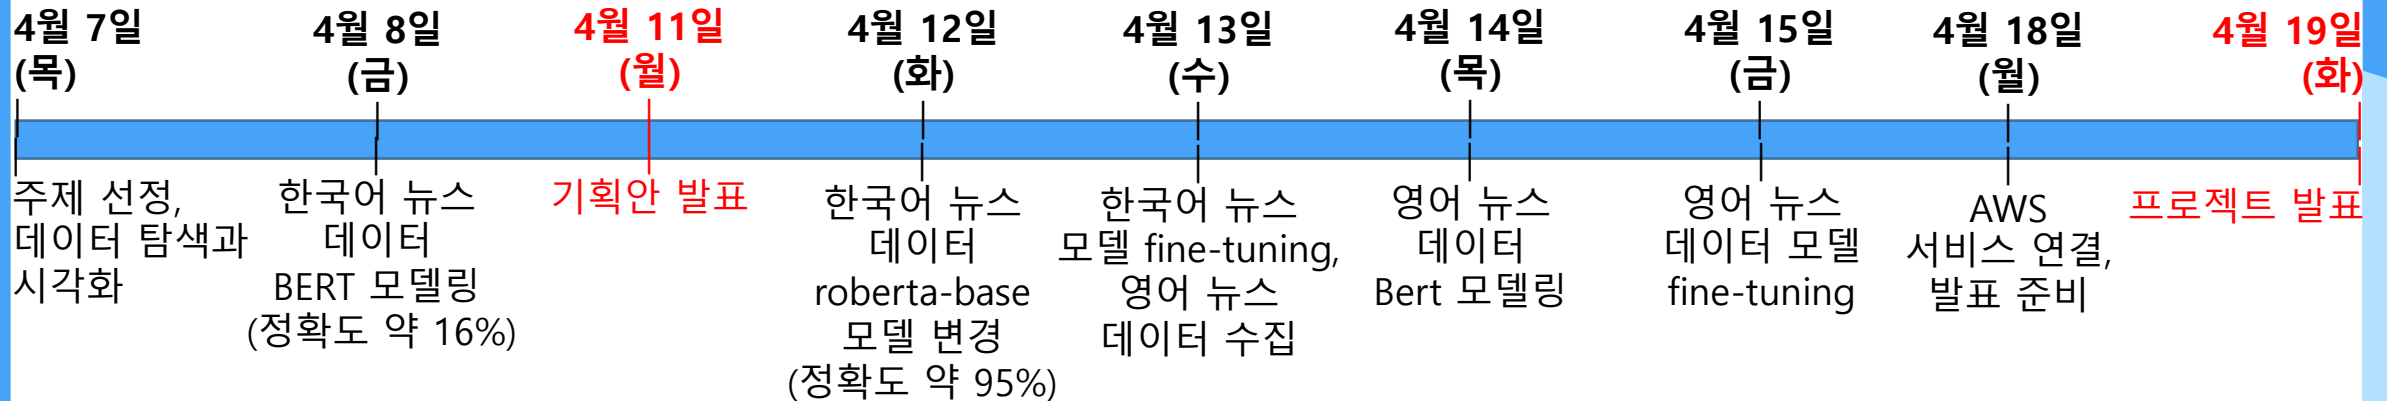 4월 7일
(목)
주제 선정,
데이터 탐색과
시각화
4월 8일
(금)
한국어 뉴스
데이터
BERT 모델링
(정확도 약 16%)
4월 11일
(월)
기획안 발표
4월 12일
(화)
한국어 뉴스
데이터
roberta-base
모델 변경
(정확도 약 95%)
4월 13일
(수)
한국어 뉴스
모델 fine-tuning,
영어 뉴스
데이터 수집
4월 14일
(목)
영어 뉴스
데이터
Bert 모델링
4월 15일
(금)
영어 뉴스
데이터 모델
fine-tuning
4월 18일
(월)
AWS
서비스 연결,
발표 준비
4월 19일
(화)
프로젝트 발표